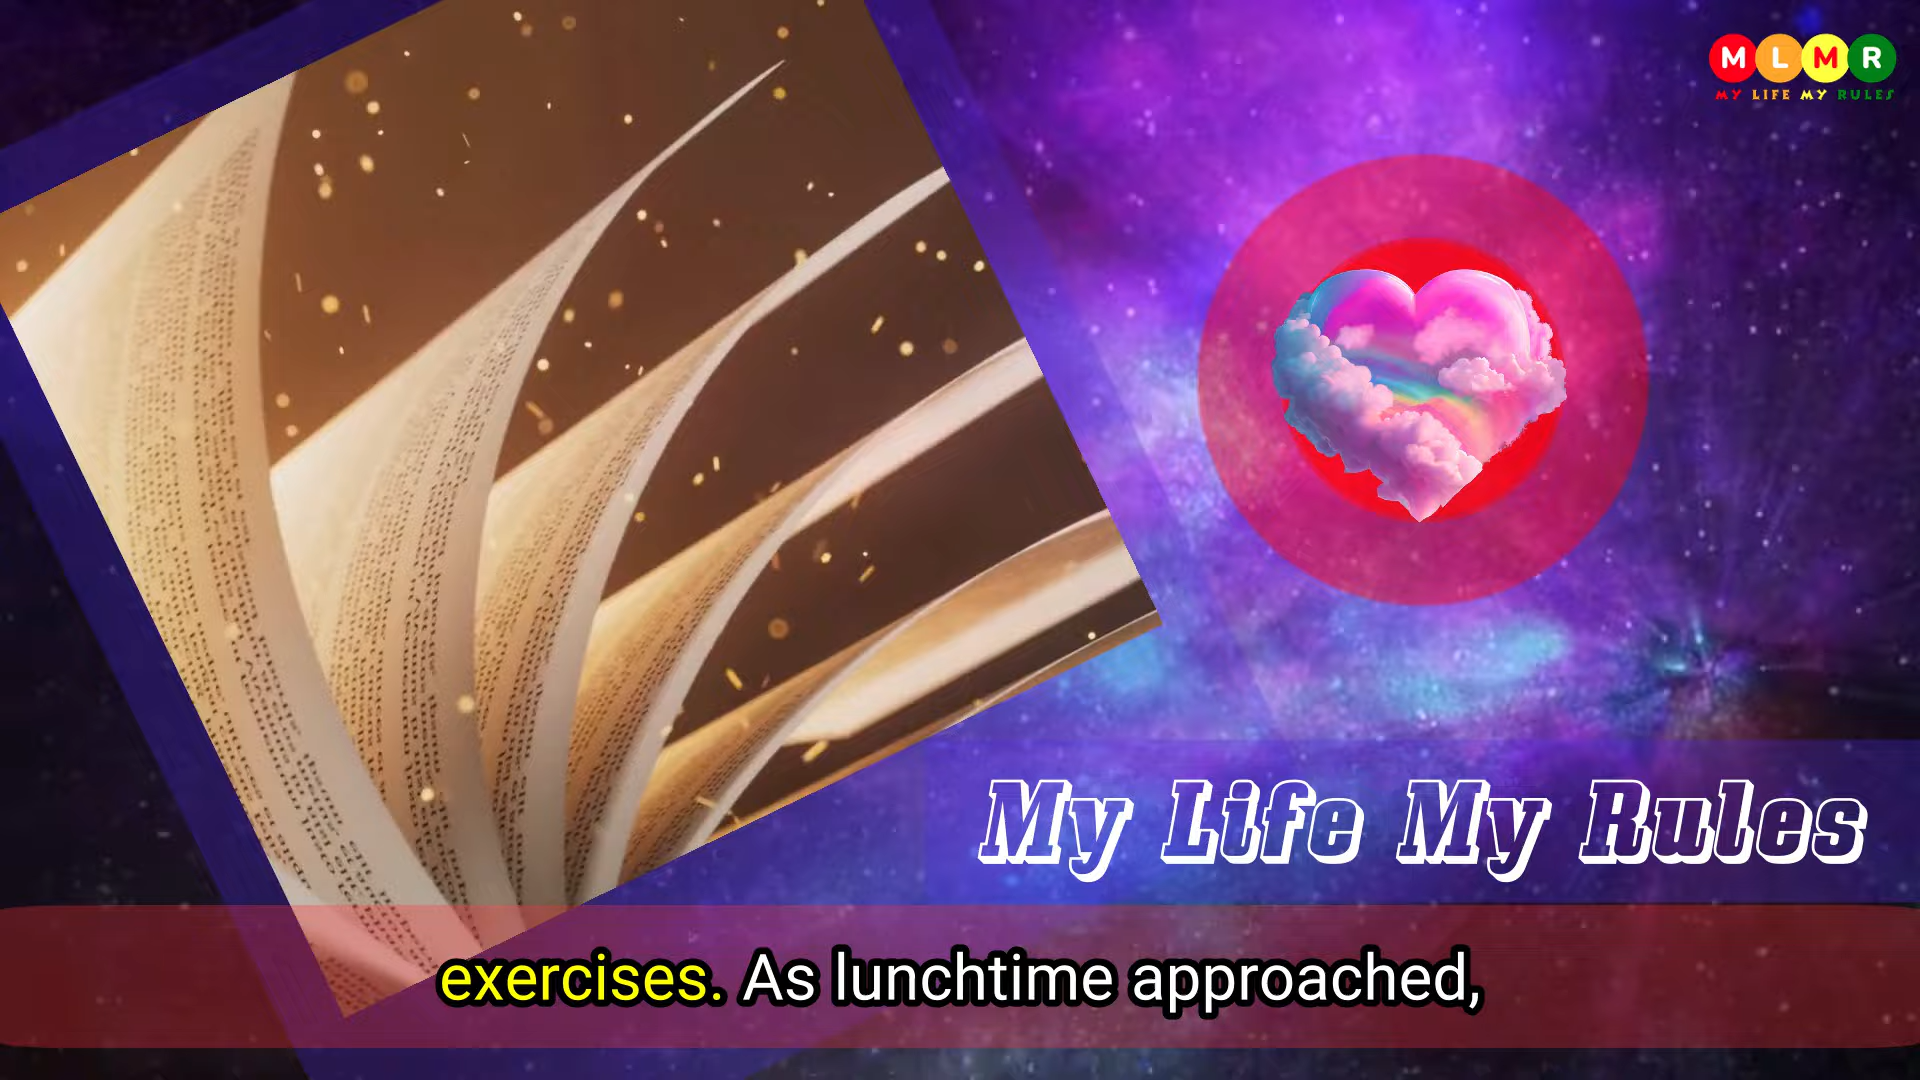 M L M R
MY LIFE MY RULES
My Life My Rules
exercises. As lunchtime approached,